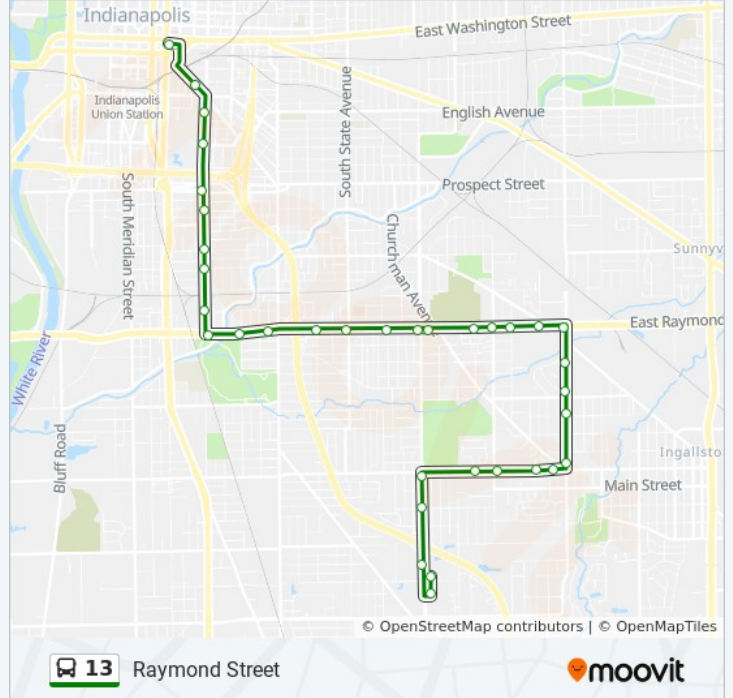 Indianapolis
East Washington Street
Indianapolis
Union Station
South State Avenue
English Avenue
South Meridian Street
Prospect Street
Churchman Avenue
Sunnyv
East Raymond
White River
Bluff Road
Ingallsto
Main Street
© OpenStreetMap contributors | © OpenMapTiles
13 Raymond Street
moovit